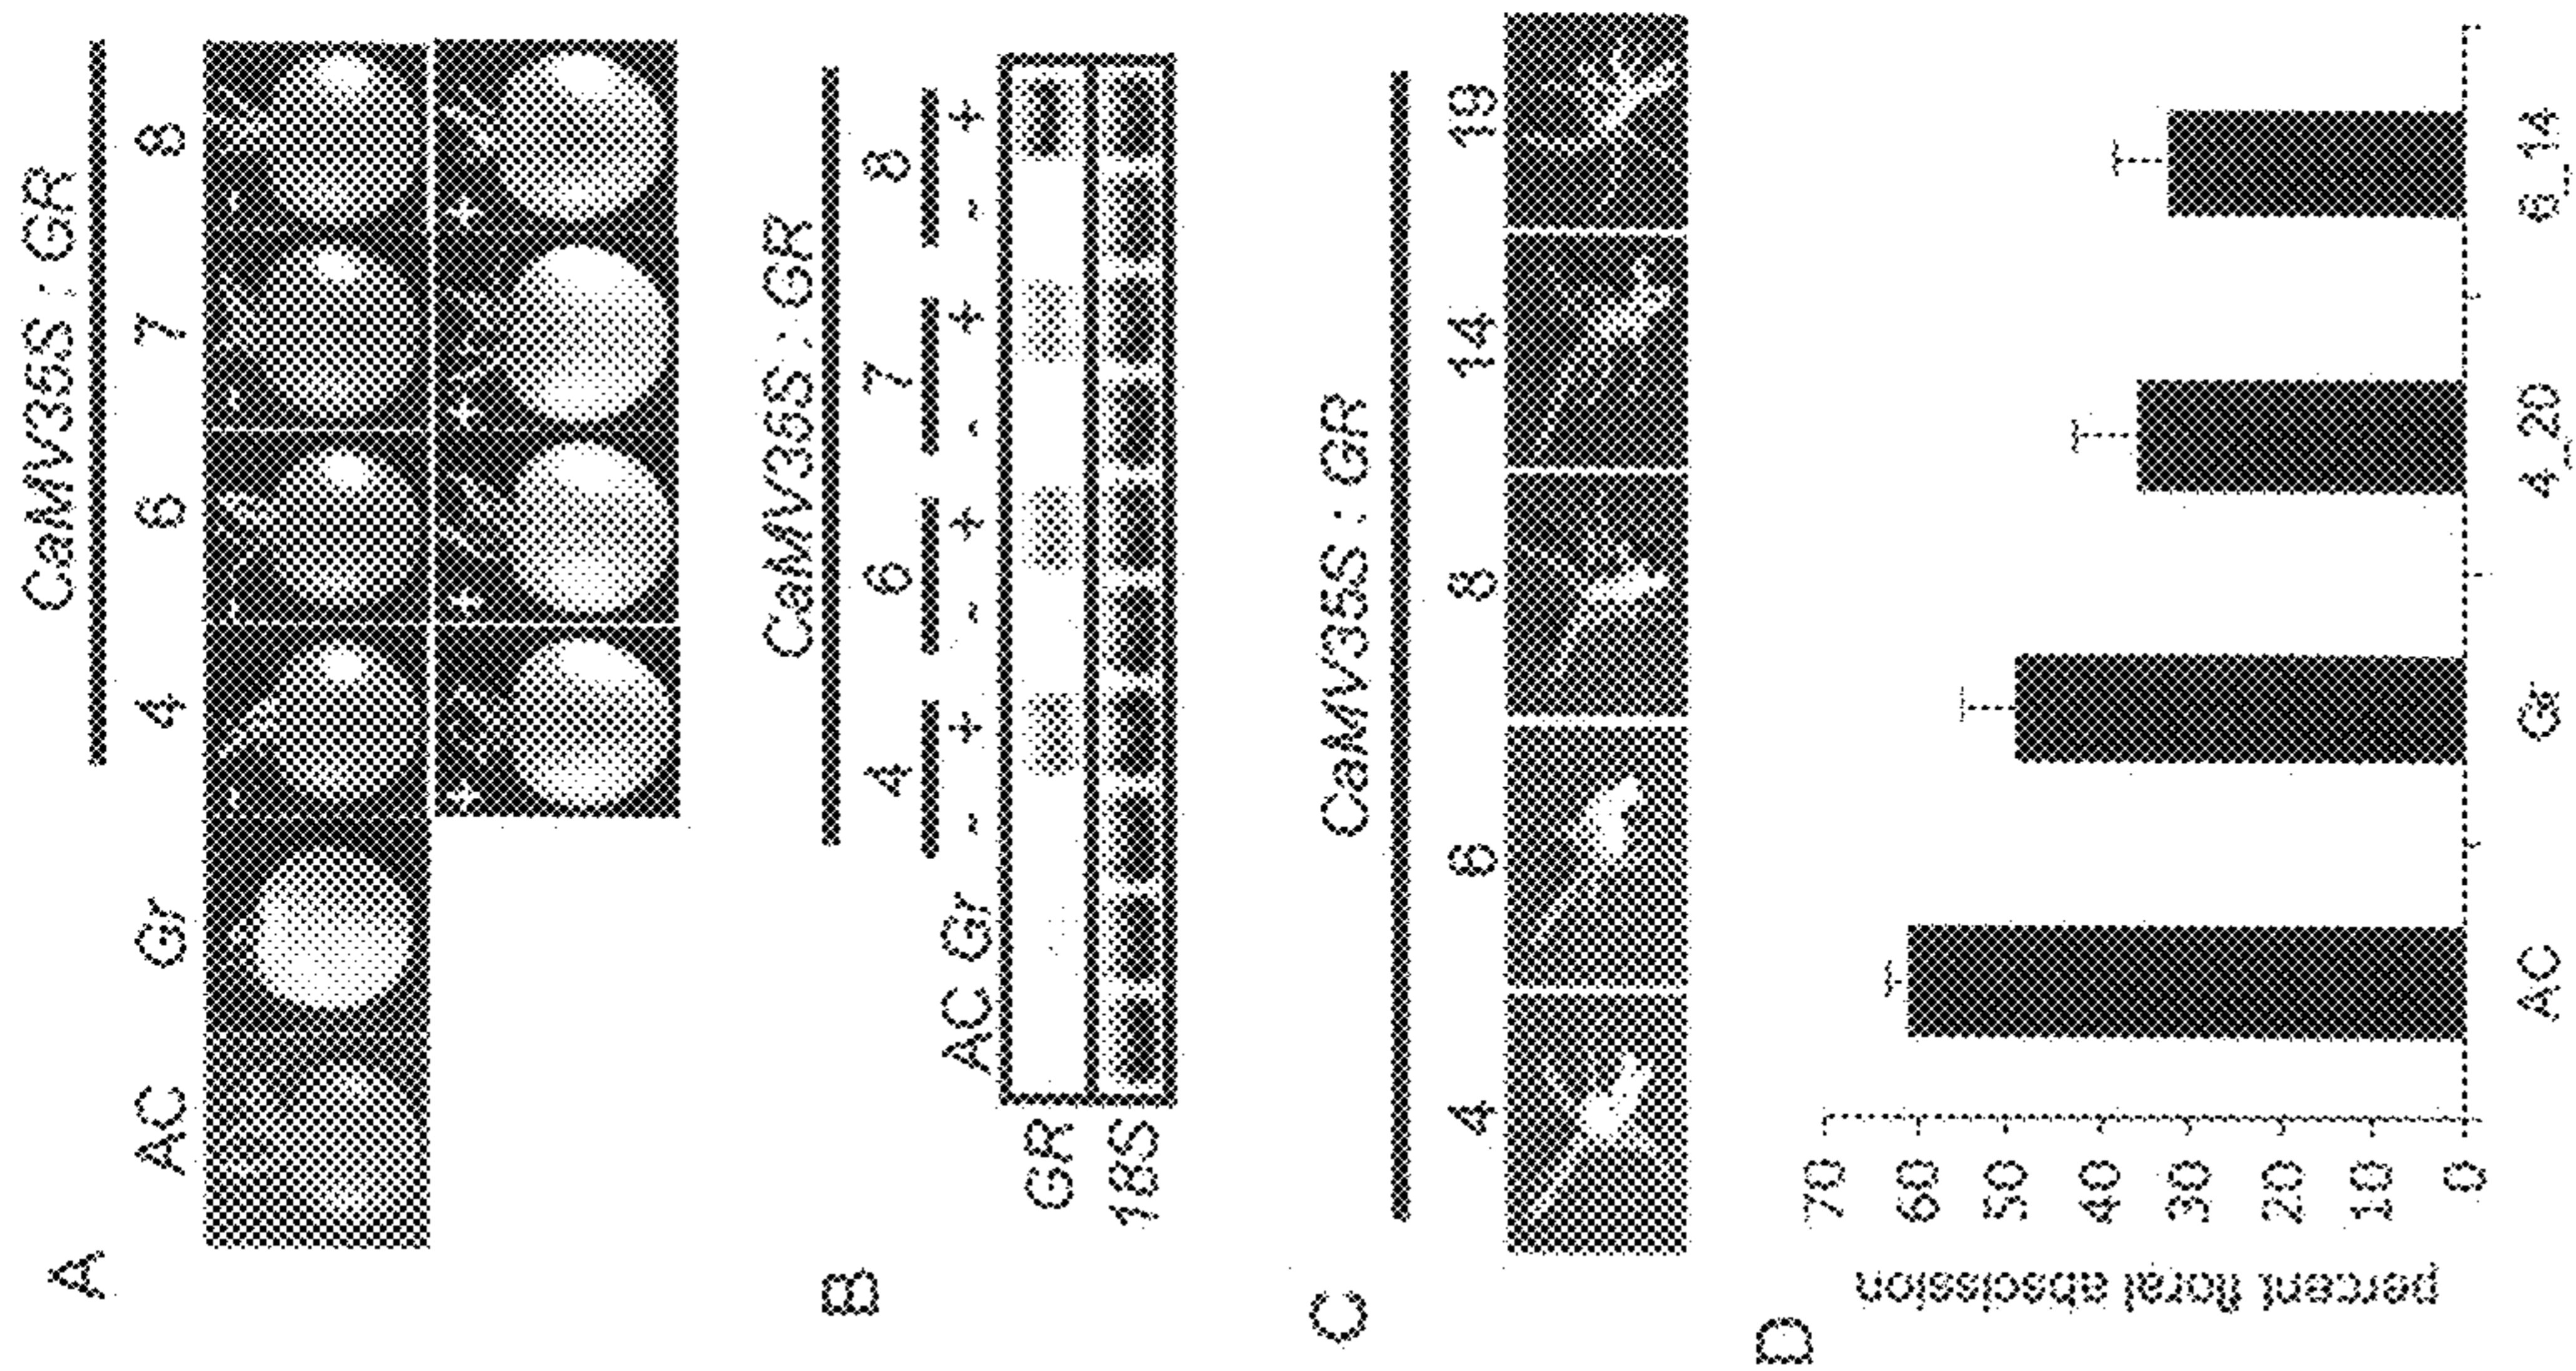 A
CaMV35S : GR
AC Gr 4 6 7 8
- - - -
+ + + +
B
CaMV35S : GR
4 6 7 8
AC Gr - + - + - + - +
GR
18S
C
CaMV35S : GR
4 6 8 14 19
D
percent floral abscission
70
60
50
40
30
20
10
0
AC Gr 4_20 6_14